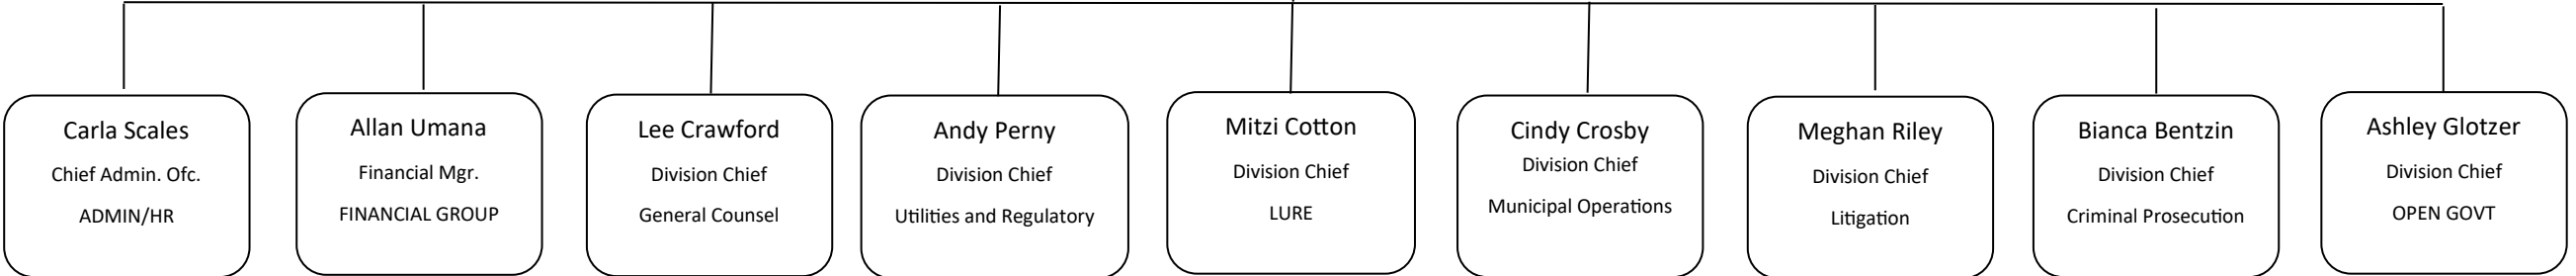 Carla Scales
Chief Admin. Ofc.
ADMIN/HR
Allan Umana
Financial Mgr.
FINANCIAL GROUP
Lee Crawford
Division Chief
General Counsel
Andy Perny
Division Chief
Utilities and Regulatory
Mitzi Cotton
Division Chief
LURE
Cindy Crosby
Division Chief
Municipal Operations
Meghan Riley
Division Chief
Litigation
Bianca Bentzin
Division Chief
Criminal Prosecution
Ashley Glotzer
Division Chief
OPEN GOVT